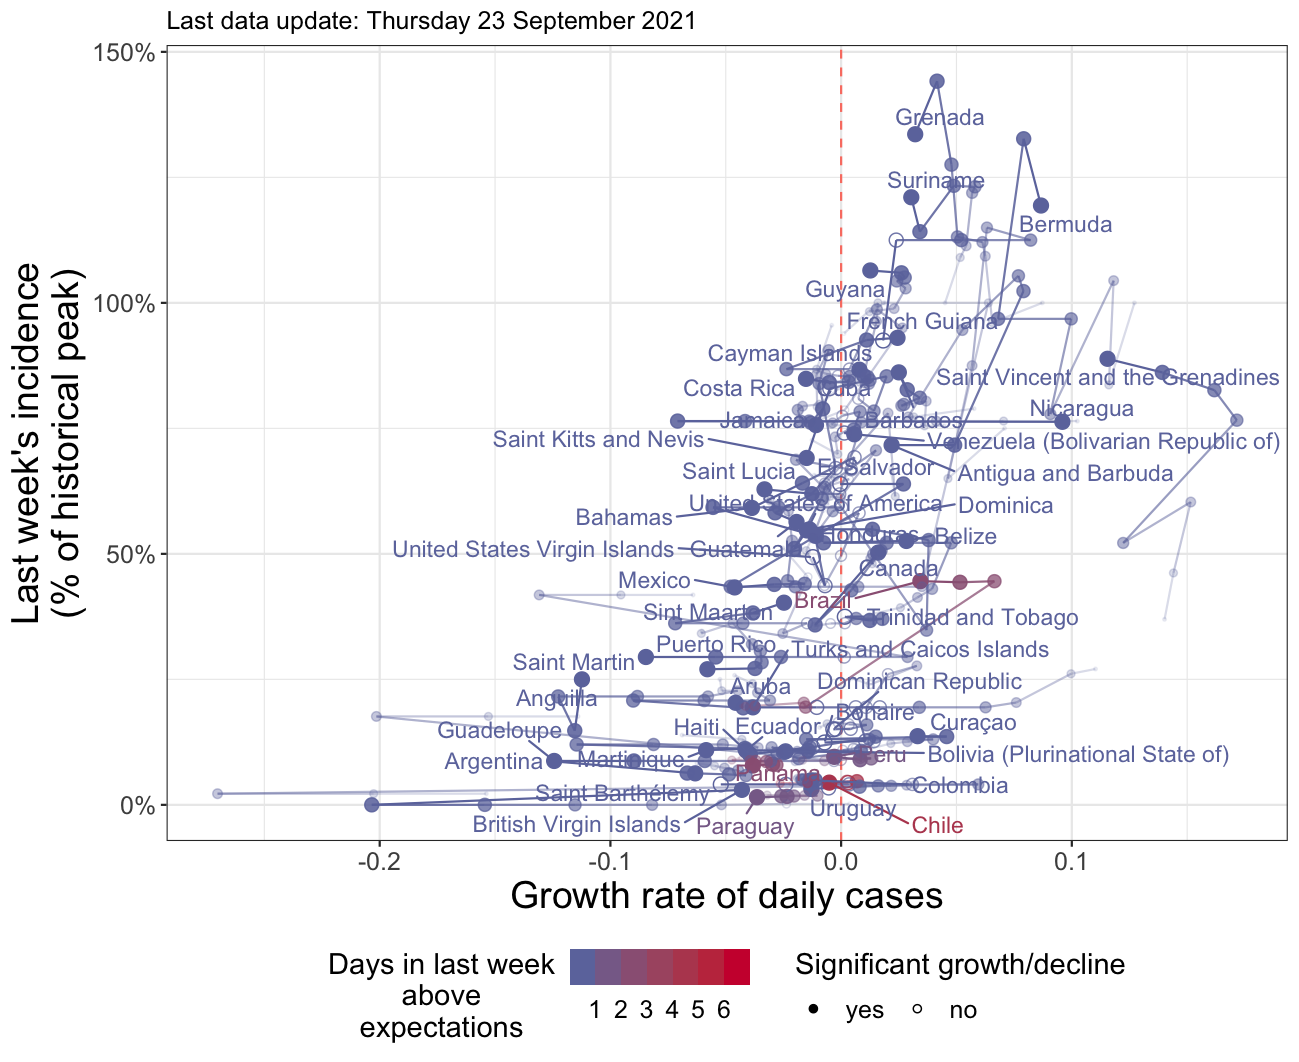 Last data update: Thursday 23 September 2021
150%
100%
50%
0%
Last week's incidence
(% of historical peak)
Grenada
Suriname
Bermuda
Guyana
French Guiana
Cayman Islands
Costa Rica
Cuba
Saint Vincent and the Grenadines
Nicaragua
Jamaica
Barbados
Saint Kitts and Nevis
Venezuela (Bolivarian Republic of)
Saint Lucia
El Salvador
Antigua and Barbuda
United States of America
Dominica
Bahamas
Honduras
Belize
United States Virgin Islands
Guatemala
Canada
Mexico
Brazil
Sint Maarten
Trinidad and Tobago
Puerto Rico
Turks and Caicos Islands
Saint Martin
Aruba
Dominican Republic
Anguilla
Bonaire
Haiti
Ecuador
Curaçao
Guadeloupe
Argentina
Martinique
Peru
Bolivia (Plurinational State of)
Panama
Saint Barthélemy
Colombia
Uruguay
British Virgin Islands
Paraguay
Chile
-0.2
-0.1
0.0
0.1
Growth rate of daily cases
Days in last week
above
expectations
1 2 3 4 5 6
Significant growth/decline
yes
no